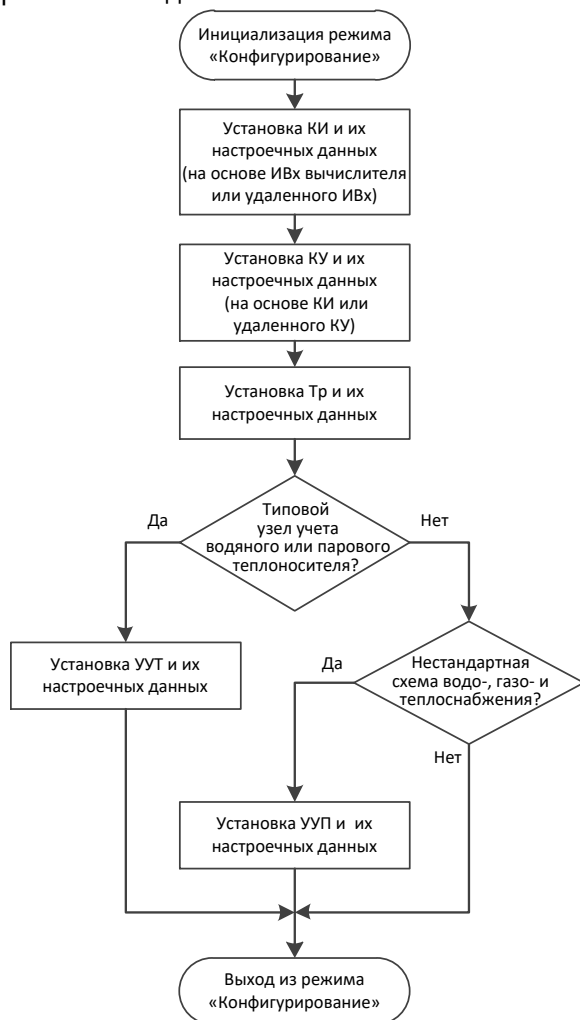 Инициализация режима
«Конфигурирование»
Установка КИ и их
настроечных данных
(на основе ИВх вычислителя
или удаленного ИВх)
Установка КУ и их
настроечных данных
(на основе КИ или
удаленного КУ)
Установка Тр и их
настроечных данных
Типовой
узел учета
водяного или парового
теплоносителя?
Да
Нет
Установка УУТ и их
настроечных данных
Да
Нестандартная
схема водо-, газо- и
теплоснабжения?
Нет
Установка УУП и их
настроечных данных
Выход из режима
«Конфигурирование»